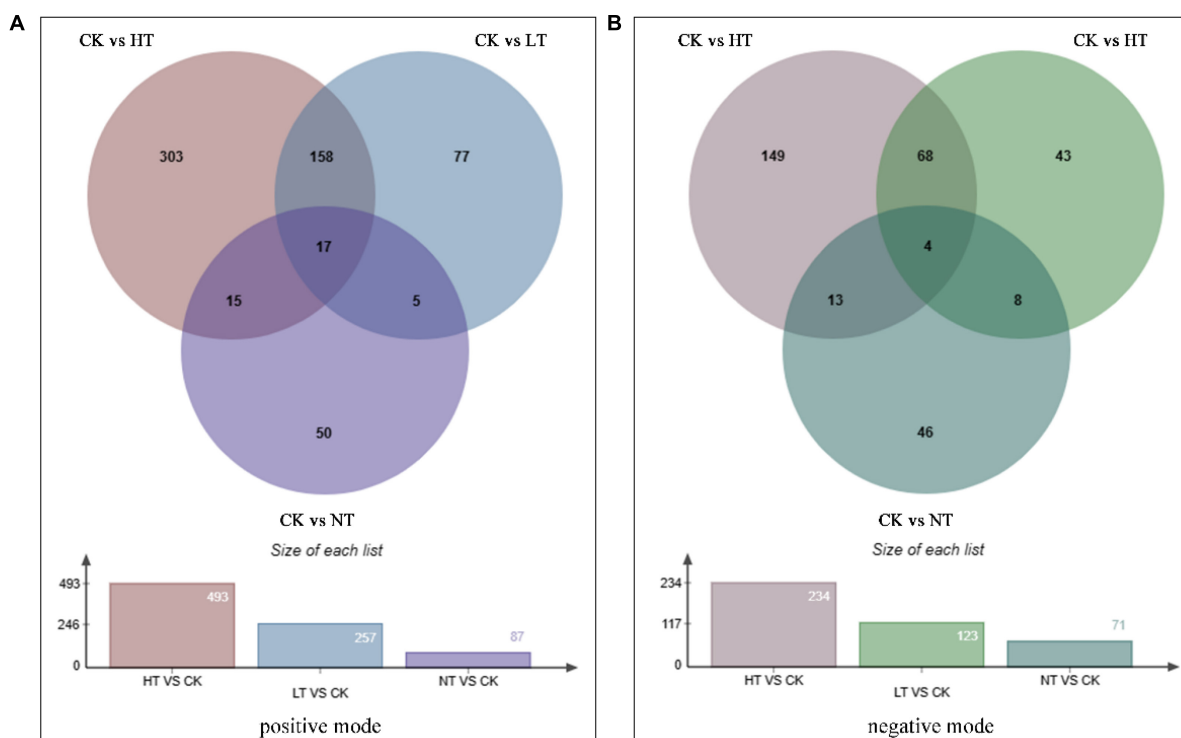 A
CK vs HT
CK vs LT
303
158
77
17
15
5
50
CK vs NT
Size of each list
493
246
0
493
257
87
HT VS CK
LT VS CK
NT VS CK
positive mode
B
CK vs HT
CK vs HT
149
68
43
4
13
8
46
CK vs NT
Size of each list
234
117
0
234
123
71
HT VS CK
LT VS CK
NT VS CK
negative mode